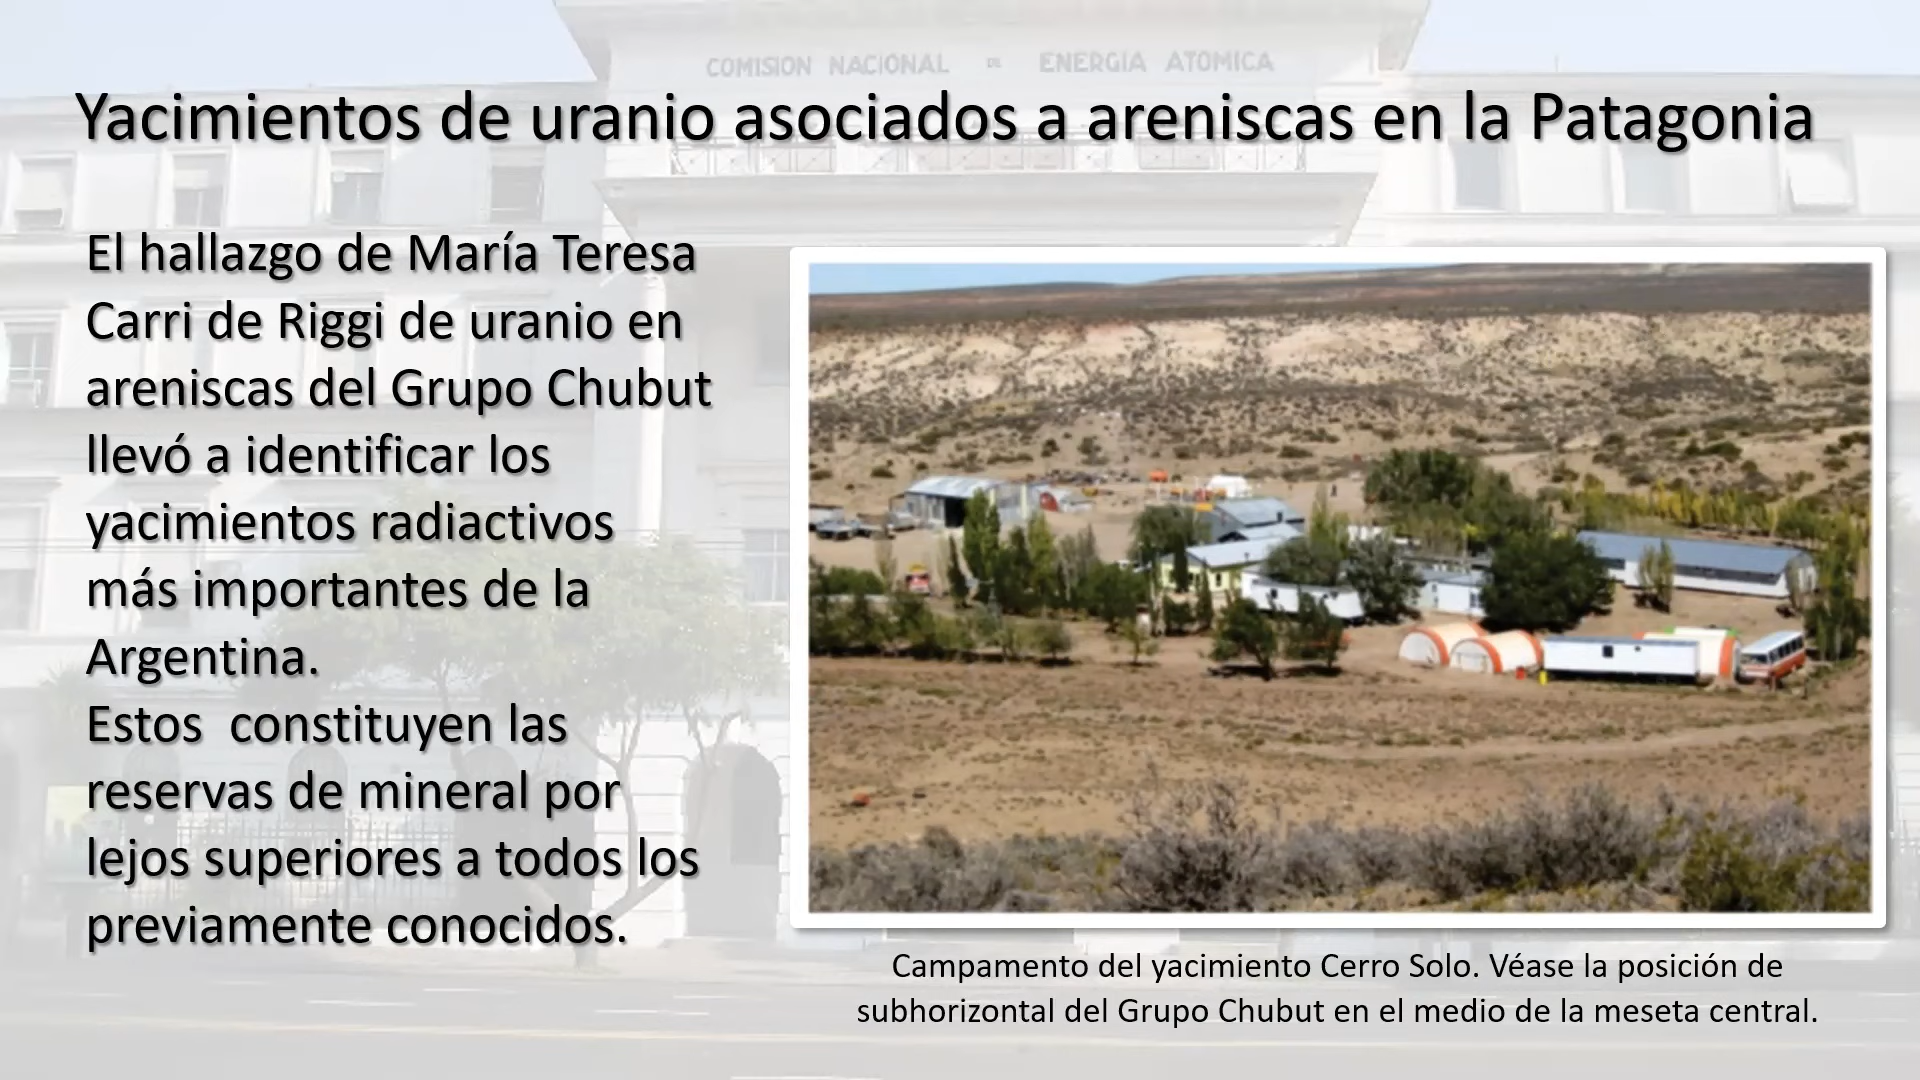 COMISION NACIONAL DE ENERGIA ATOMICA
Yacimientos de uranio asociados a areniscas en la Patagonia
El hallazgo de María Teresa
Carri de Riggi de uranio en
areniscas del Grupo Chubut
llevó a identificar los
yacimientos radiactivos
más importantes de la
Argentina.
Estos constituyen las
reservas de mineral por
lejos superiores a todos los
previamente conocidos.
Campamento del yacimiento Cerro Solo. Véase la posición de
subhorizontal del Grupo Chubut en el medio de la meseta central.